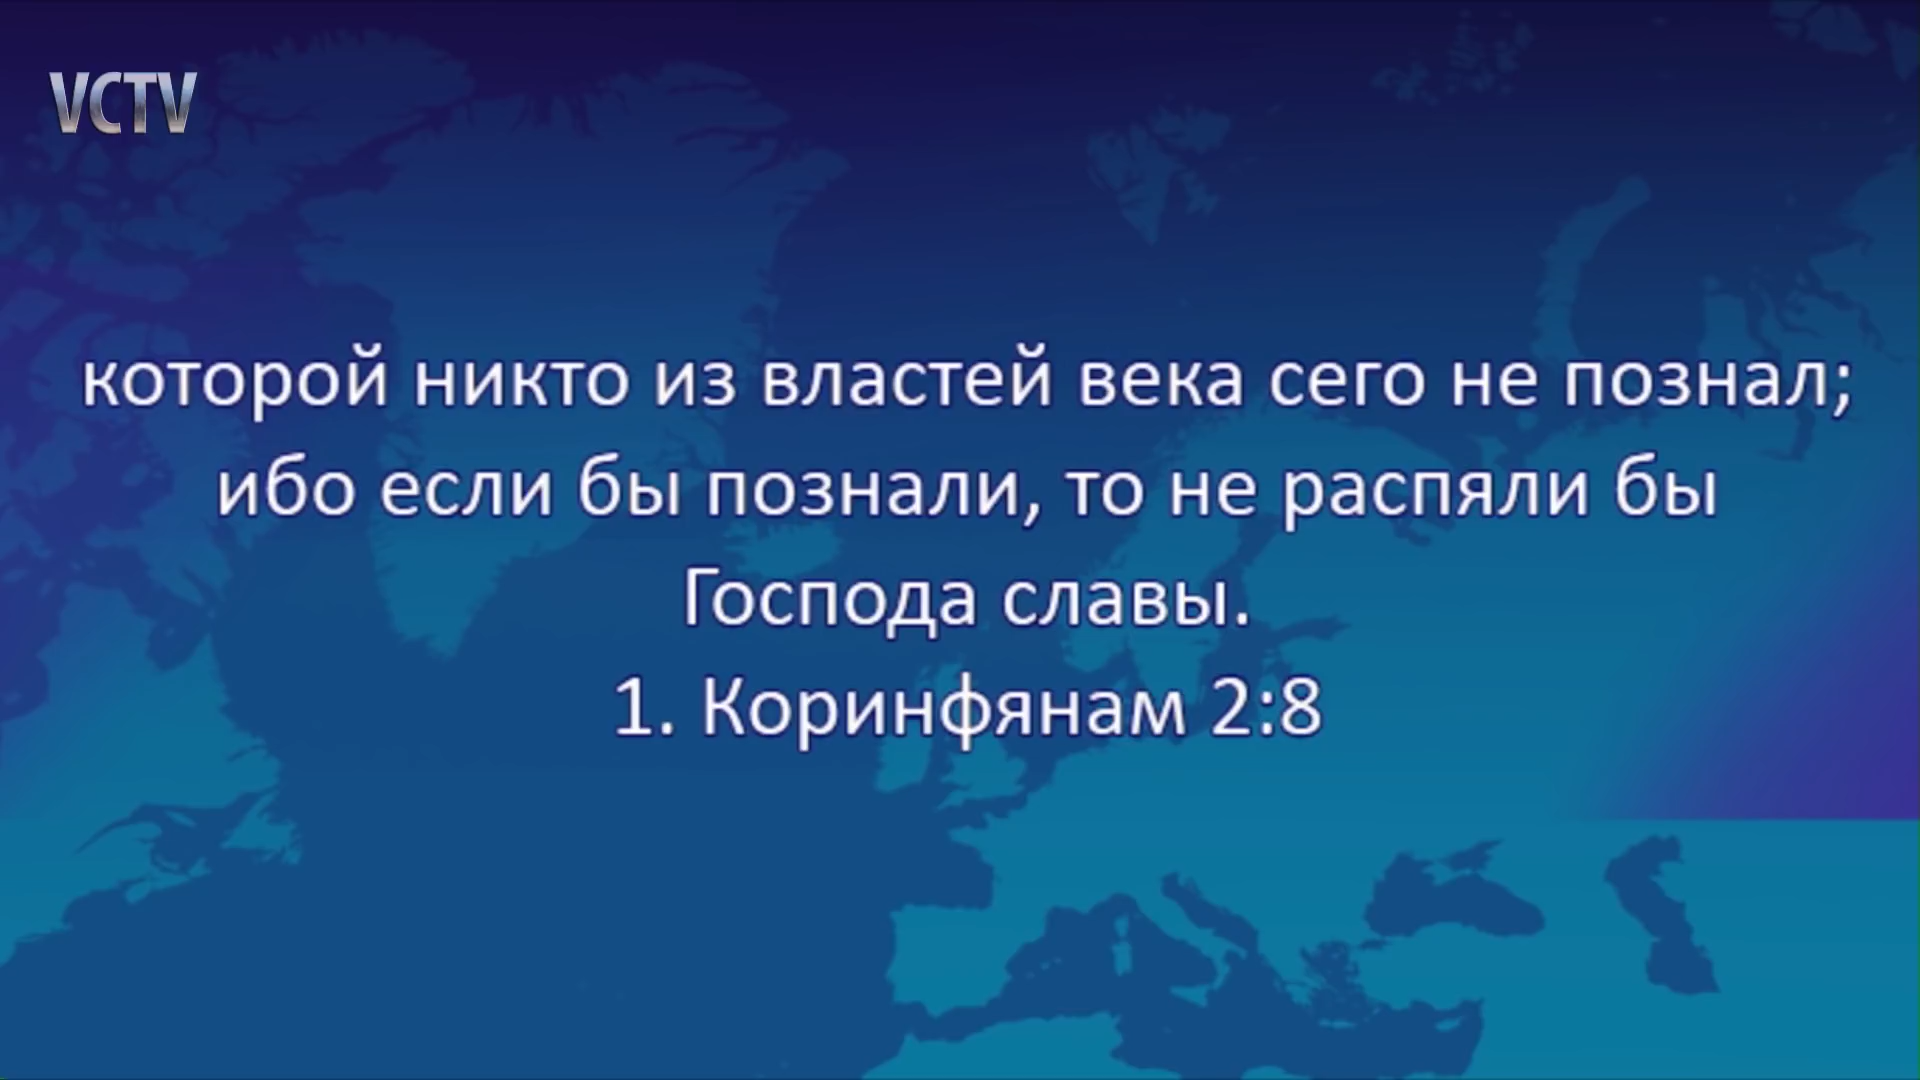 VCTV
которой никто из властей века сего не познал;
ибо если бы познали, то не распяли бы
Господа славы.
1. Коринфянам 2:8